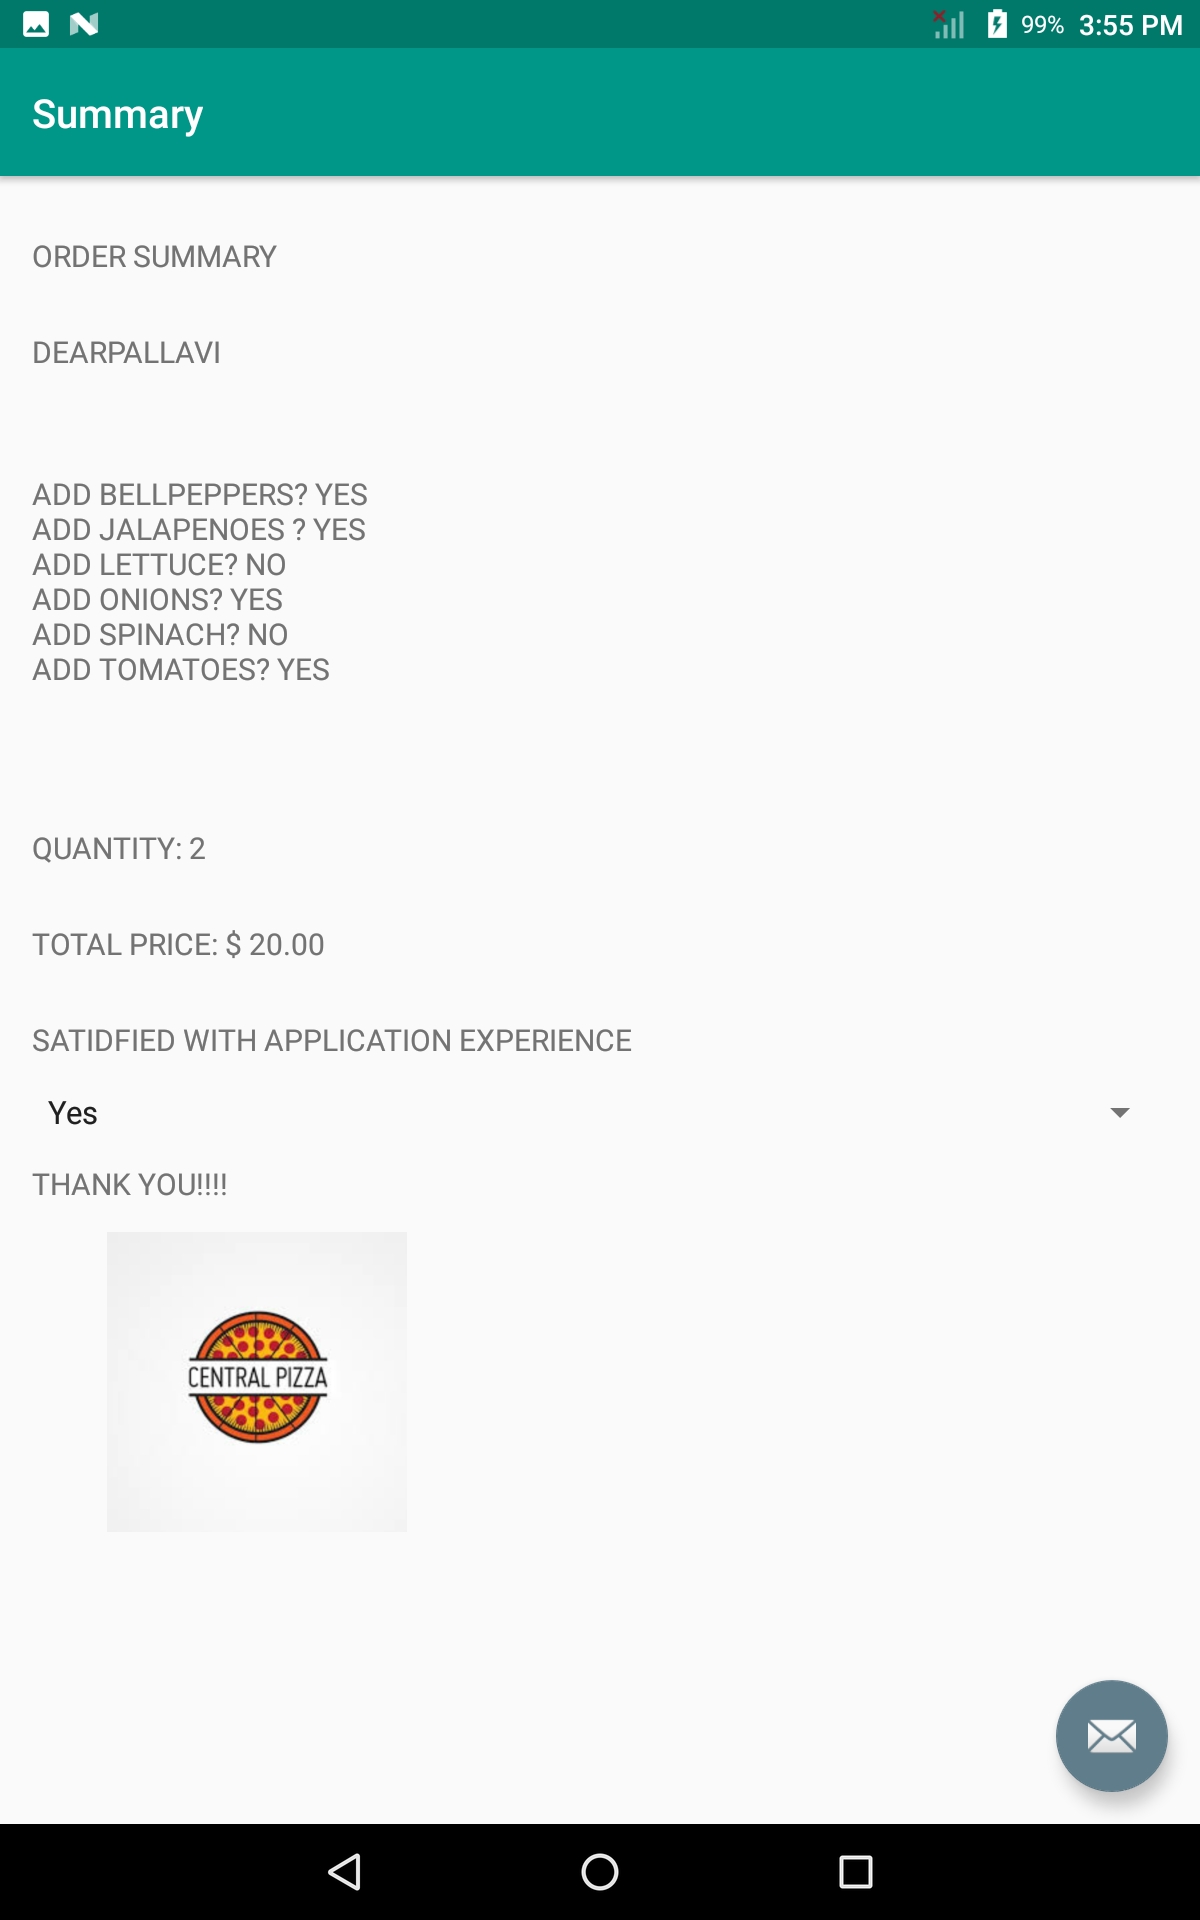 99% 3:55 PM
Summary
ORDER SUMMARY
DEARPALLAVI
ADD BELLPEPPERS? YES
ADD JALAPENOES ? YES
ADD LETTUCE? NO
ADD ONIONS? YES
ADD SPINACH? NO
ADD TOMATOES? YES
QUANTITY: 2
TOTAL PRICE: $ 20.00
SATIDFIED WITH APPLICATION EXPERIENCE
Yes
THANK YOU!!!!
CENTRAL PIZZA